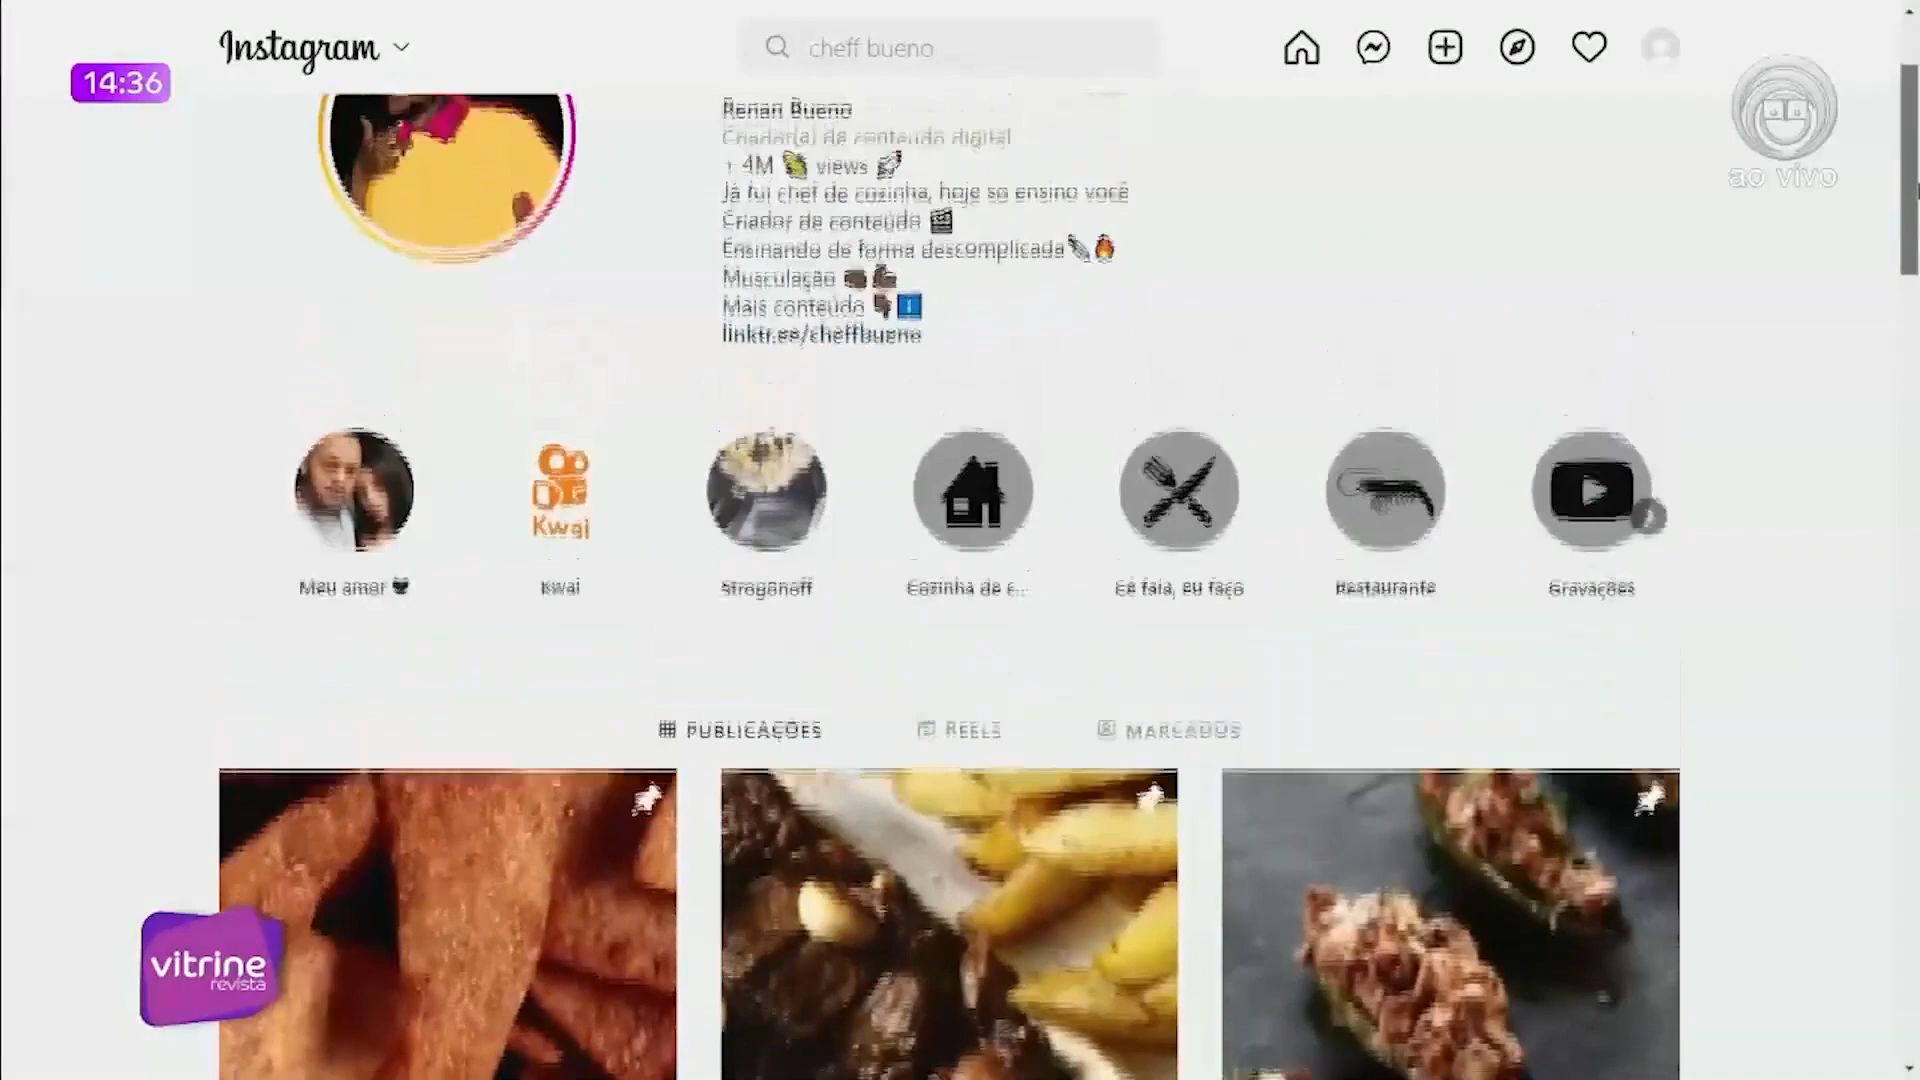 Instagram
cheff bueno
14:36
ao vivo
Renan Bueno
Criador(a) de conteúdo digital
+ 4M 🍋 views 🚀
Já fui chef de cozinha, hoje so ensino você
Criador de conteúdo 🎬
Ensinando de forma descomplicada🔪🔥
Musculação
Mais conteúdo
linktr.ee/cheffbueno
Kwai
Meu amor 🖤
Kwai
Strogonoff
Cozinha de c...
Cê fala, eu faço
Restaurante
Gravações
PUBLICAÇÕES
REELS
MARCADOS
vitrine
revista